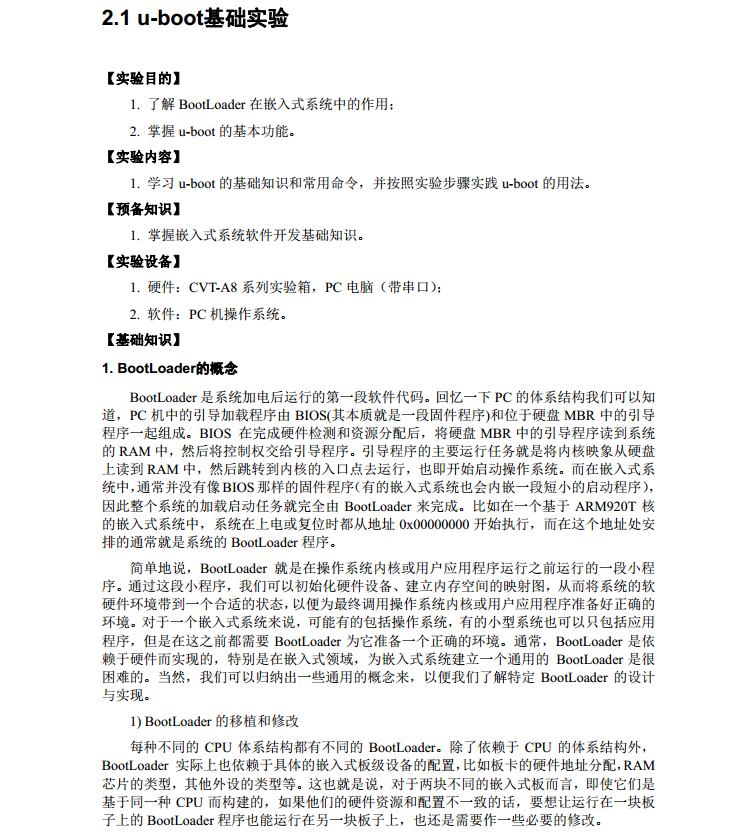 2.1 u-boot基础实验
【实验目的】
1. 了解 BootLoader 在嵌入式系统中的作用；
2. 掌握 u-boot 的基本功能。
【实验内容】
1. 学习 u-boot 的基础知识和常用命令，并按照实验步骤实践 u-boot 的用法。
【预备知识】
1. 掌握嵌入式系统软件开发基础知识。
【实验设备】
1. 硬件：CVT-A8 系列实验箱，PC 电脑（带串口）；
2. 软件：PC 机操作系统。
【基础知识】
1. BootLoader的概念
BootLoader 是系统加电后运行的第一段软件代码。回忆一下 PC 的体系结构我们可以知
道，PC 机中的引导加载程序由 BIOS(其本质就是一段固件程序)和位于硬盘 MBR 中的引导
程序一起组成。BIOS 在完成硬件检测和资源分配后，将硬盘 MBR 中的引导程序读到系统
的 RAM 中，然后将控制权交给引导程序。引导程序的主要运行任务就是将内核映象从硬盘
上读到 RAM 中，然后跳转到内核的入口点去运行，也即开始启动操作系统。而在嵌入式系
统中，通常并没有像 BIOS 那样的固件程序（有的嵌入式系统也会内嵌一段短小的启动程序），
因此整个系统的加载启动任务就完全由 BootLoader 来完成。比如在一个基于 ARM920T 核
的嵌入式系统中，系统在上电或复位时都从地址 0x00000000 开始执行，而在这个地址处安
排的通常就是系统的 BootLoader 程序。
简单地说，BootLoader 就是在操作系统内核或用户应用程序运行之前运行的一段小程
序。通过这段小程序，我们可以初始化硬件设备、建立内存空间的映射图，从而将系统的软
硬件环境带到一个合适的状态，以便为最终调用操作系统内核或用户应用程序准备好正确的
环境。对于一个嵌入式系统来说，可能有的包括操作系统，有的小型系统也可以只包括应用
程序，但是在这之前都需要 BootLoader 为它准备一个正确的环境。通常，BootLoader 是依
赖于硬件而实现的，特别是在嵌入式领域，为嵌入式系统建立一个通用的 BootLoader 是很
困难的。当然，我们可以归纳出一些通用的概念来，以便我们了解特定 BootLoader 的设计
与实现。
1) BootLoader 的移植和修改
每种不同的 CPU 体系结构都有不同的 BootLoader。除了依赖于 CPU 的体系结构外，
BootLoader 实际上也依赖于具体的嵌入式板级设备的配置，比如板卡的硬件地址分配，RAM
芯片的类型，其他外设的类型等。这也就是说，对于两块不同的嵌入式板而言，即使它们是
基于同一种 CPU 而构建的，如果他们的硬件资源和配置不一致的话，要想让运行在一块板
子上的 BootLoader 程序也能运行在另一块板子上，也还是需要作一些必要的修改。